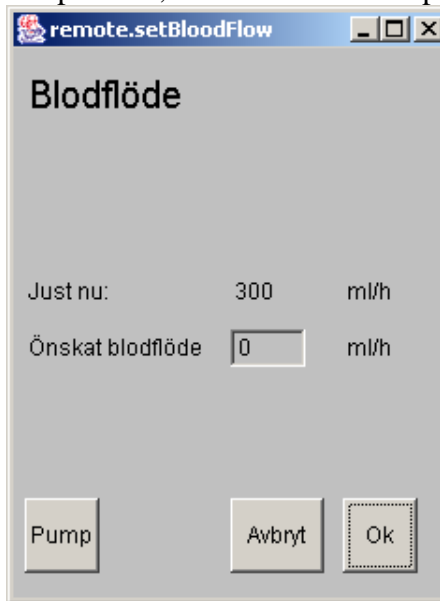 remote.setBloodFlow
Blodflöde
Just nu: 300 ml/h
Önskat blodflöde 0 ml/h
Pump Avbryt Ok